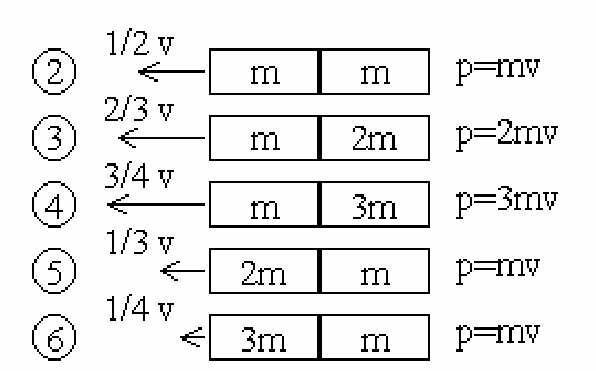 1/2 v
② m m p=mv
2/3 v
③ m 2m p=2mv
3/4 v
④ m 3m p=3mv
1/3 v
⑤ 2m m p=mv
1/4 v
⑥ 3m m p=mv